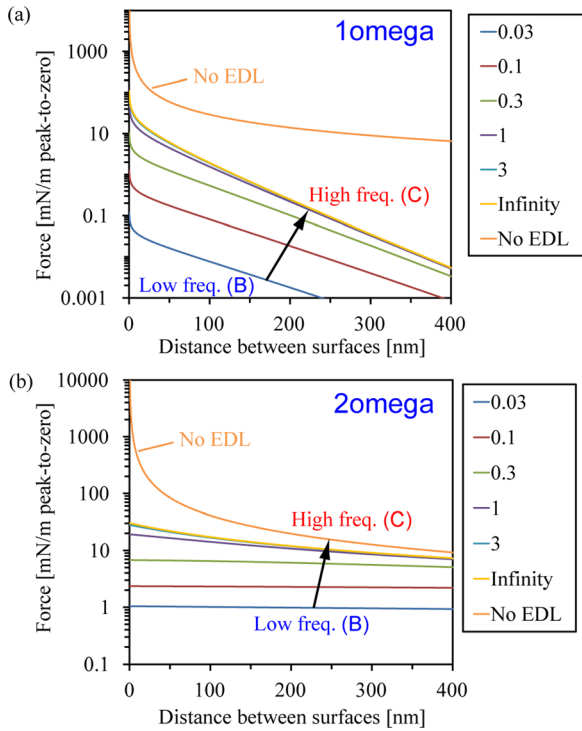 (a)
1omega
10000
1000
10
0.1
0.001
Force [mN/m peak-to-zero]
No EDL
High freq. (C)
Low freq. (B)
0
100
200
300
400
Distance between surfaces [nm]
0.03
0.1
0.3
1
3
Infinity
No EDL
(b)
2omega
10000
1000
100
10
1
0.1
Force [mN/m peak-to-zero]
No EDL
High freq. (C)
Low freq. (B)
0
100
200
300
400
Distance between surfaces [nm]
0.03
0.1
0.3
1
3
Infinity
No EDL